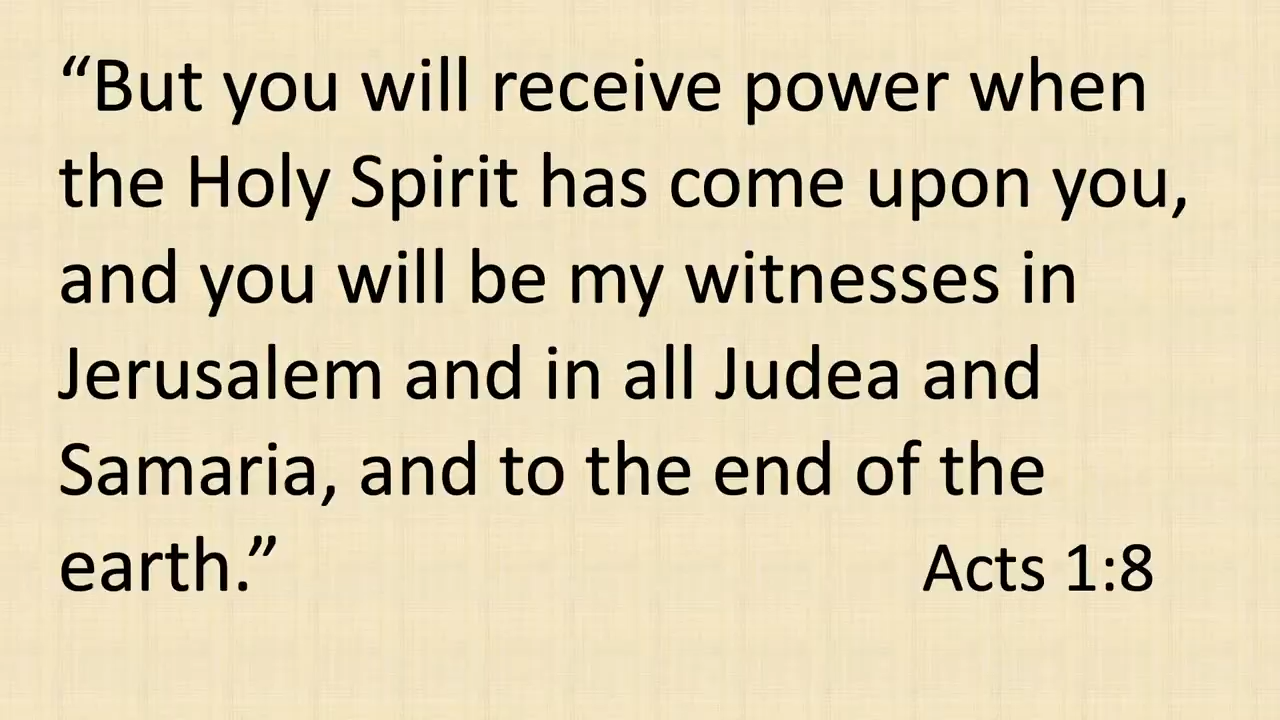 “But you will receive power when
the Holy Spirit has come upon you,
and you will be my witnesses in
Jerusalem and in all Judea and
Samaria, and to the end of the
earth.” Acts 1:8